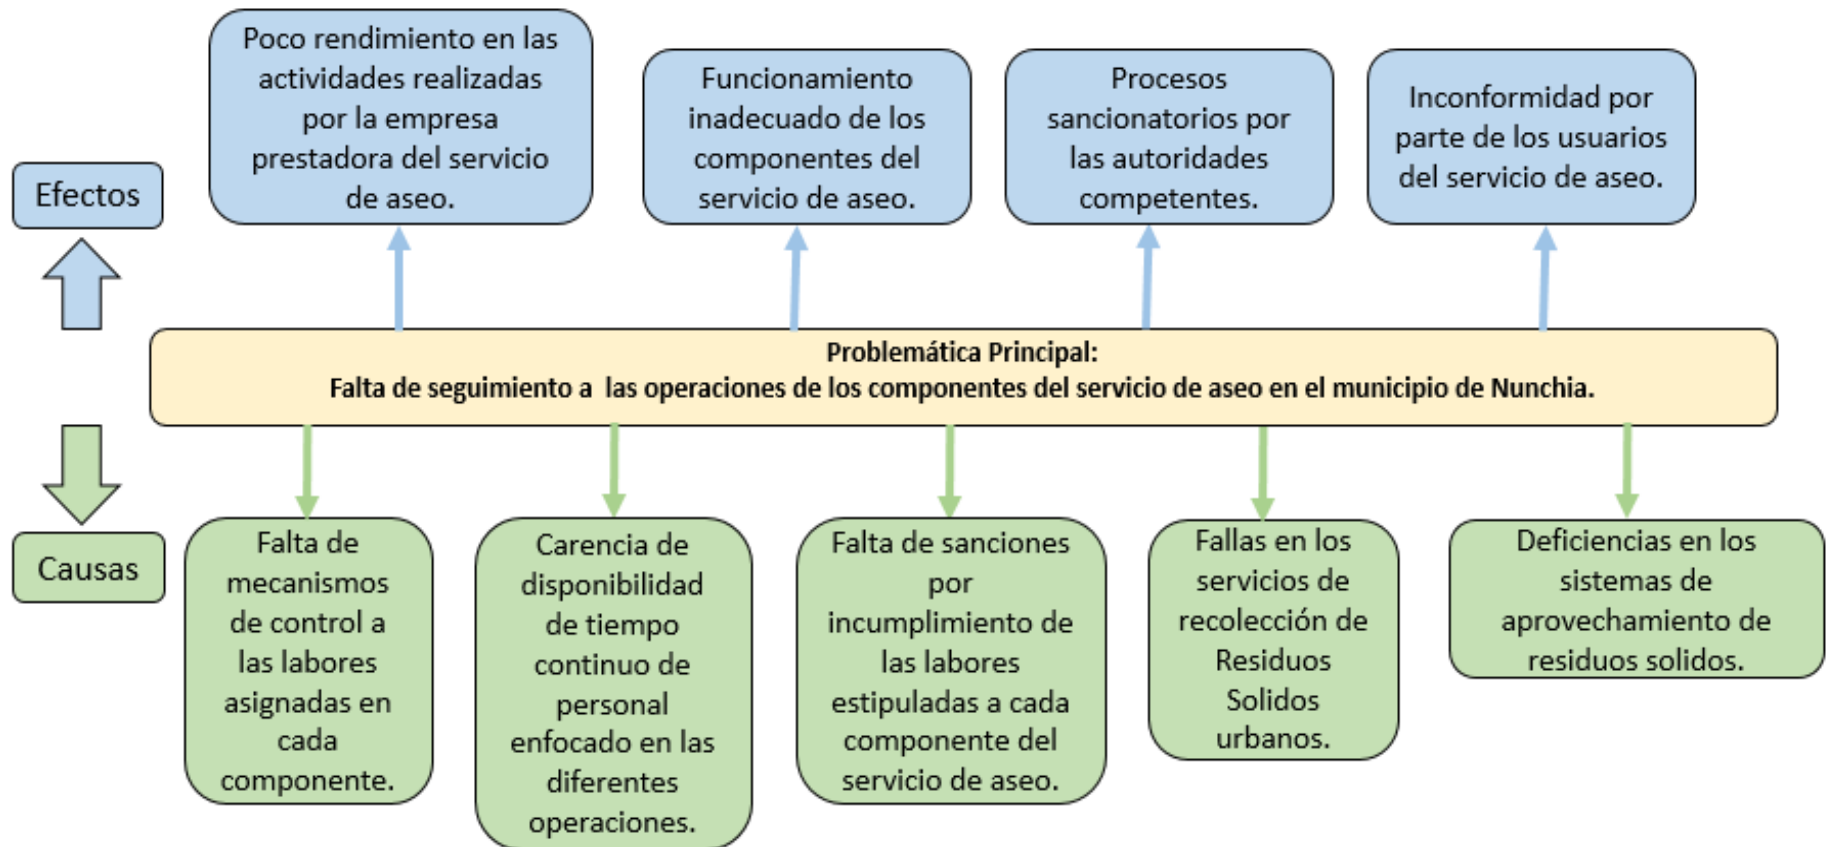 Poco rendimiento en las
actividades realizadas
por la empresa
prestadora del servicio
de aseo.
Funcionamiento
inadecuado de los
componentes del
servicio de aseo.
Procesos
sancionatorios por
las autoridades
competentes.
Inconformidad por
parte de los usuarios
del servicio de aseo.
Efectos
Problemática Principal:
Falta de seguimiento a  las operaciones de los componentes del servicio de aseo en el municipio de Nunchia.
Causas
Falta de
mecanismos
de control a
las labores
asignadas en
cada
componente.
Carencia de
disponibilidad
de tiempo
continuo de
personal
enfocado en las
diferentes
operaciones.
Falta de sanciones
por
incumplimiento de
las labores
estipuladas a cada
componente del
servicio de aseo.
Fallas en los
servicios de
recolección de
Residuos
Solidos
urbanos.
Deficiencias en los
sistemas de
aprovechamiento de
residuos solidos.